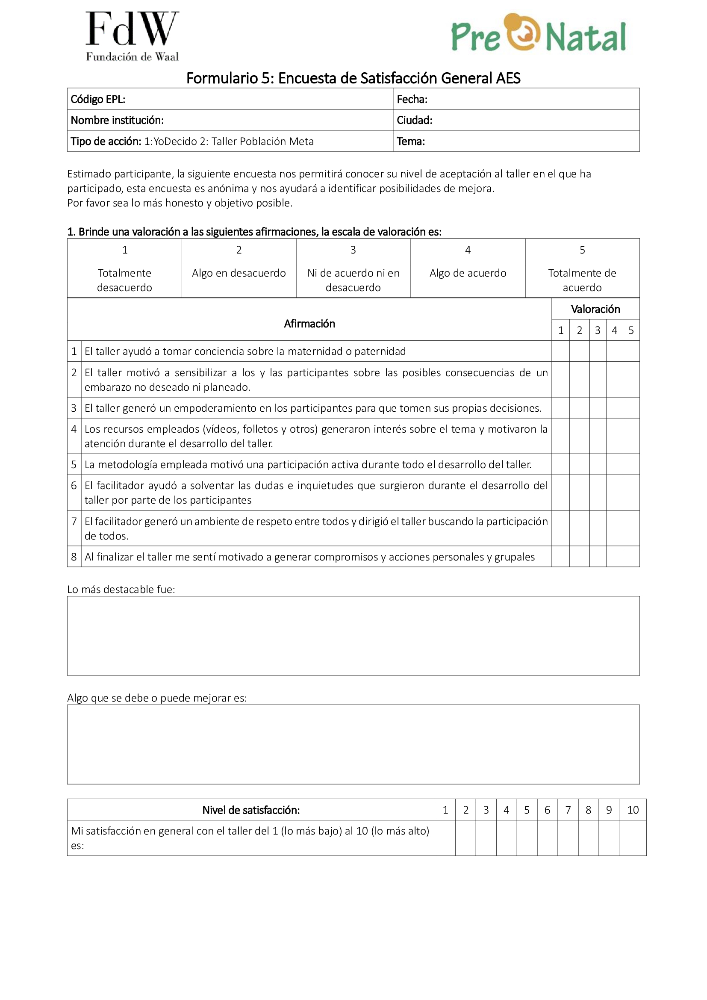 FdW
Fundación de Waal
Pre Natal
Formulario 5: Encuesta de Satisfacción General AES
Código EPL: Fecha:
Nombre institución: Ciudad:
Tipo de acción: 1:YoDecido 2: Taller Población Meta Tema:
Estimado participante, la siguiente encuesta nos permitirá conocer su nivel de aceptación al taller en el que ha
participado, esta encuesta es anónima y nos ayudará a identificar posibilidades de mejora.
Por favor sea lo más honesto y objetivo posible.
1. Brinde una valoración a las siguientes afirmaciones, la escala de valoración es:
1 2 3 4 5
Totalmente Algo en desacuerdo Ni de acuerdo ni en Algo de acuerdo Totalmente de
desacuerdo desacuerdo acuerdo
Valoración
Afirmación
1 2 3 4 5
1 El taller ayudó a tomar conciencia sobre la maternidad o paternidad
2 El taller motivó a sensibilizar a los y las participantes sobre las posibles consecuencias de un
embarazo no deseado ni planeado.
3 El taller generó un empoderamiento en los participantes para que tomen sus propias decisiones.
4 Los recursos empleados (vídeos, folletos y otros) generaron interés sobre el tema y motivaron la
atención durante el desarrollo del taller.
5 La metodología empleada motivó una participación activa durante todo el desarrollo del taller.
6 El facilitador ayudó a solventar las dudas e inquietudes que surgieron durante el desarrollo del
taller por parte de los participantes
7 El facilitador generó un ambiente de respeto entre todos y dirigió el taller buscando la participación
de todos.
8 Al finalizar el taller me sentí motivado a generar compromisos y acciones personales y grupales
Lo más destacable fue:
Algo que se debe o puede mejorar es:
Nivel de satisfacción: 1 2 3 4 5 6 7 8 9 10
Mi satisfacción en general con el taller del 1 (lo más bajo) al 10 (lo más alto)
es: